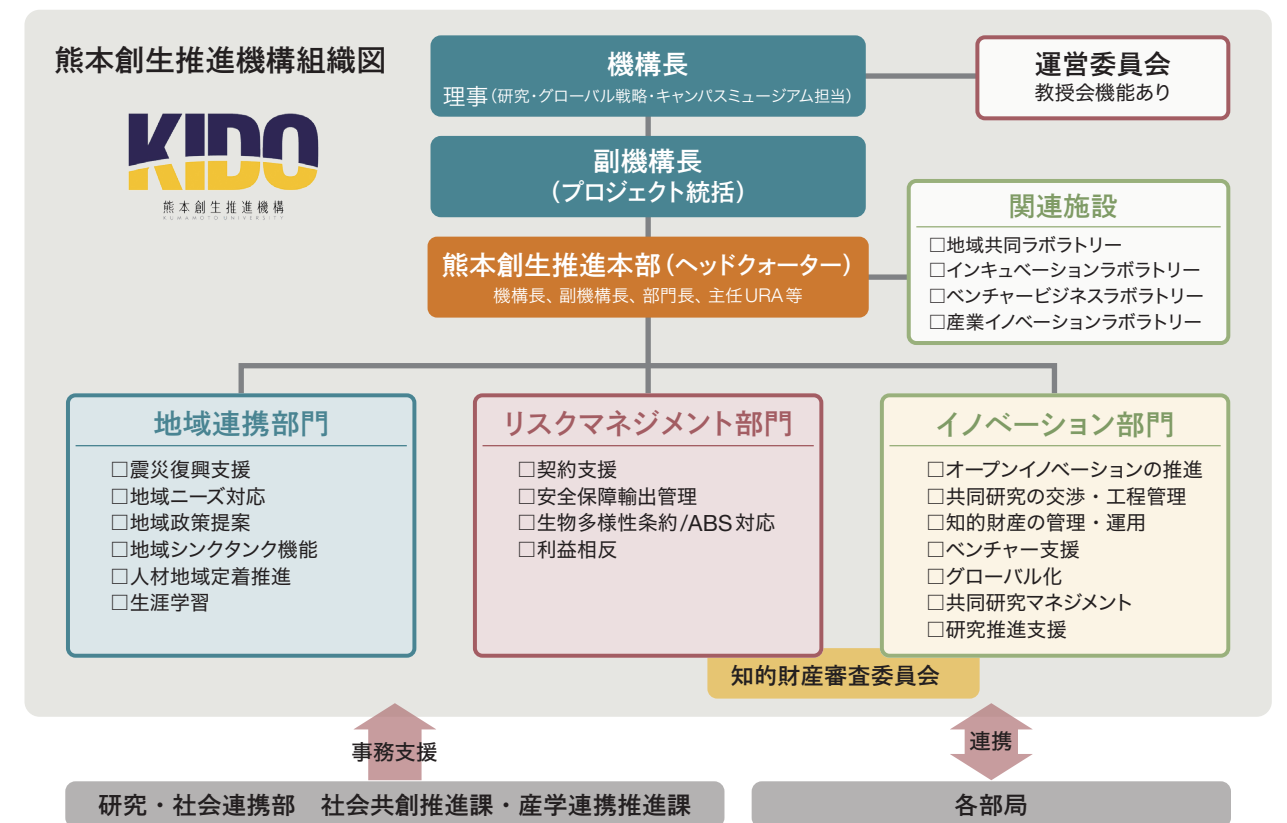 熊本創生推進機構組織図
KIDO
熊本創生推進機構
KUMAMOTO UNIVERSITY
機構長
理事(研究・グローバル戦略・キャンパスミュージアム担当)
運営委員会
教授会機能あり
副機構長
(プロジェクト統括)
熊本創生推進本部(ヘッドクォーター)
機構長、副機構長、部門長、主任URA等
関連施設
□地域共同ラボラトリー
□インキュベーションラボラトリー
□ベンチャービジネスラボラトリー
□産業イノベーションラボラトリー
地域連携部門
□震災復興支援
□地域ニーズ対応
□地域政策提案
□地域シンクタンク機能
□人材地域定着推進
□生涯学習
リスクマネジメント部門
□契約支援
□安全保障輸出管理
□生物多様性条約/ABS対応
□利益相反
イノベーション部門
□オープンイノベーションの推進
□共同研究の交渉・工程管理
□知的財産の管理・運用
□ベンチャー支援
□グローバル化
□共同研究マネジメント
□研究推進支援
知的財産審査委員会
事務支援
連携
研究・社会連携部 社会共創推進課・産学連携推進課
各部局